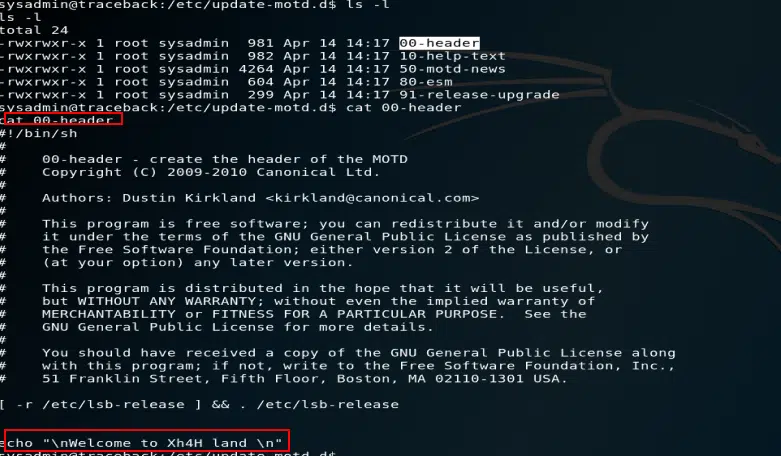 sysadmin@traceback:/etc/update-motd.d$ ls -l
ls -l
total 24
-rwxrwxr-x 1 root sysadmin  981 Apr 14 14:17 00-header
-rwxrwxr-x 1 root sysadmin  982 Apr 14 14:17 10-help-text
-rwxrwxr-x 1 root sysadmin 4264 Apr 14 14:17 50-motd-news
-rwxrwxr-x 1 root sysadmin  604 Apr 14 14:17 80-esm
-rwxrwxr-x 1 root sysadmin  299 Apr 14 14:17 91-release-upgrade
sysadmin@traceback:/etc/update-motd.d$ cat 00-header
cat 00-header
#!/bin/sh
#
#    00-header - create the header of the MOTD
#    Copyright (C) 2009-2010 Canonical Ltd.
#
#    Authors: Dustin Kirkland <kirkland@canonical.com>
#
#    This program is free software; you can redistribute it and/or modify
#    it under the terms of the GNU General Public License as published by
#    the Free Software Foundation; either version 2 of the License, or
#    (at your option) any later version.
#
#    This program is distributed in the hope that it will be useful,
#    but WITHOUT ANY WARRANTY; without even the implied warranty of
#    MERCHANTABILITY or FITNESS FOR A PARTICULAR PURPOSE.  See the
#    GNU General Public License for more details.
#
#    You should have received a copy of the GNU General Public License along
#    with this program; if not, write to the Free Software Foundation, Inc.,
#    51 Franklin Street, Fifth Floor, Boston, MA 02110-1301 USA.
[ -r /etc/lsb-release ] && . /etc/lsb-release
echo "\nWelcome to Xh4H land \n"
sysadmin@traceback:/etc/update-motd.d$